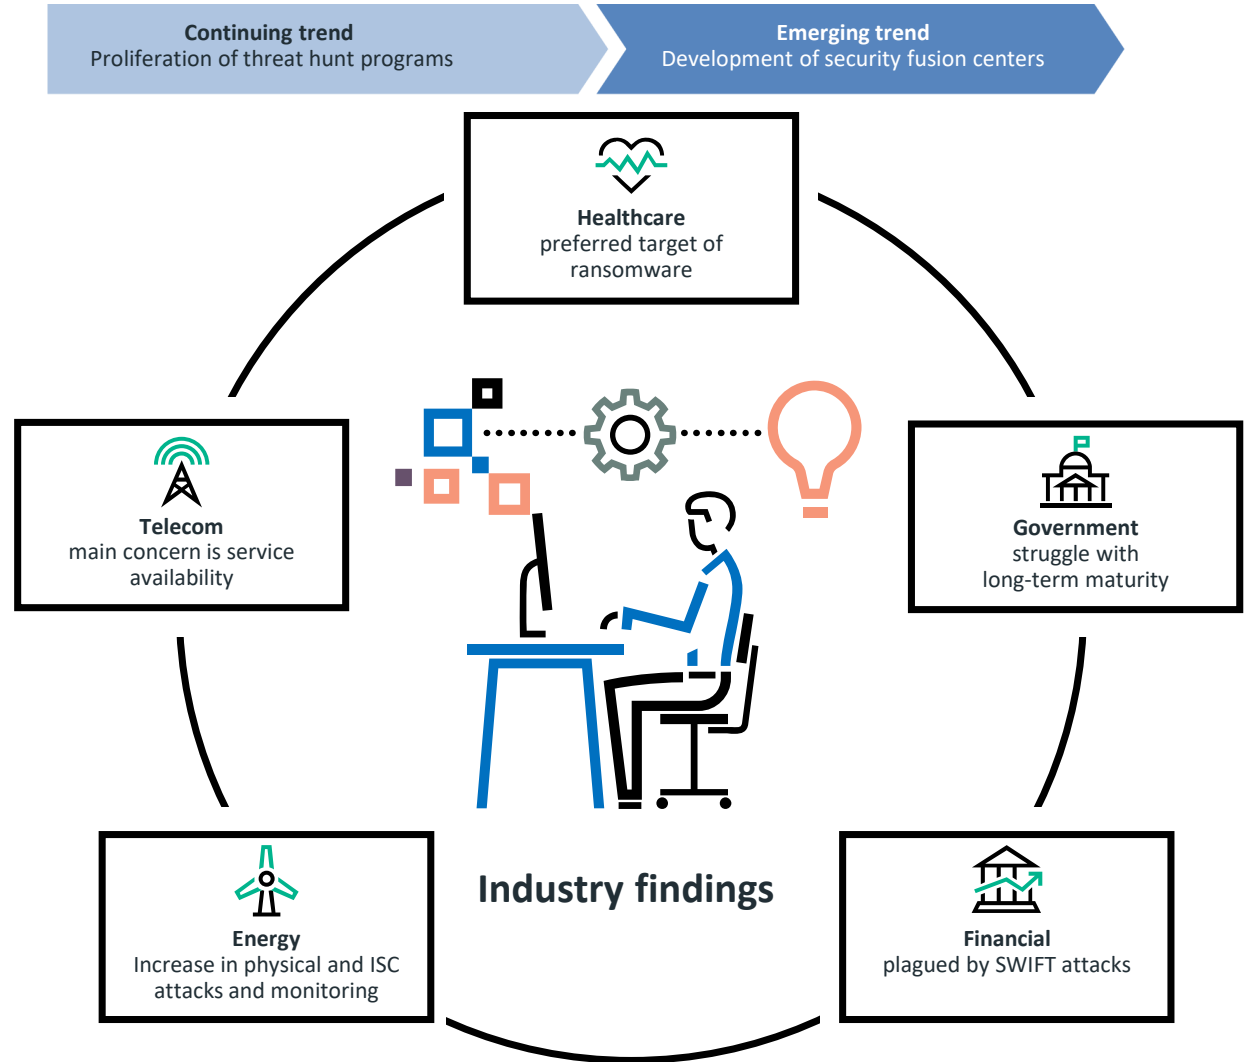 Continuing trend
Proliferation of threat hunt programs
Emerging trend
Development of security fusion centers
Healthcare
preferred target of
ransomware
Telecom
main concern is service
availability
Government
struggle with
long-term maturity
Energy
Increase in physical and ISC
attacks and monitoring
Industry findings
Financial
plagued by SWIFT attacks